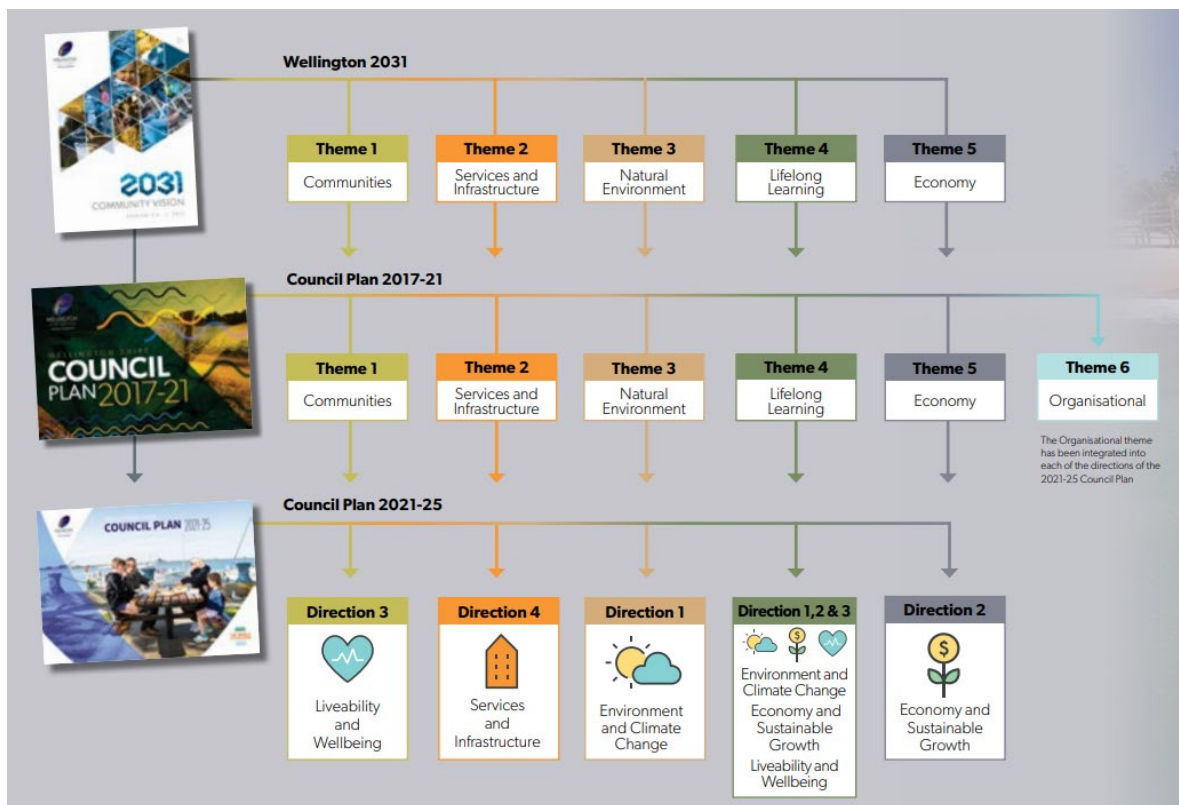 Wellington 2031
Theme 1
Communities
Theme 2
Services and
Infrastructure
Theme 3
Natural
Environment
Theme 4
Lifelong
Learning
Theme 5
Economy
2031
COMMUNITY VISION
Council Plan 2017-21
WELLINGTON SHIRE
COUNCIL
PLAN 2017-21
Theme 1
Communities
Theme 2
Services and
Infrastructure
Theme 3
Natural
Environment
Theme 4
Lifelong
Learning
Theme 5
Economy
Theme 6
Organisational
The Organisational theme
has been integrated into
each of the directions of the
2021-25 Council Plan
Council Plan 2021-25
COUNCIL PLAN 2021-25
Direction 3
Liveability
and
Wellbeing
Direction 4
Services
and
Infrastructure
Direction 1
Environment
and Climate
Change
Direction 1,2 & 3
$
Environment and
Climate Change
Economy and
Sustainable
Growth
Liveability and
Wellbeing
Direction 2
$
Economy and
Sustainable
Growth